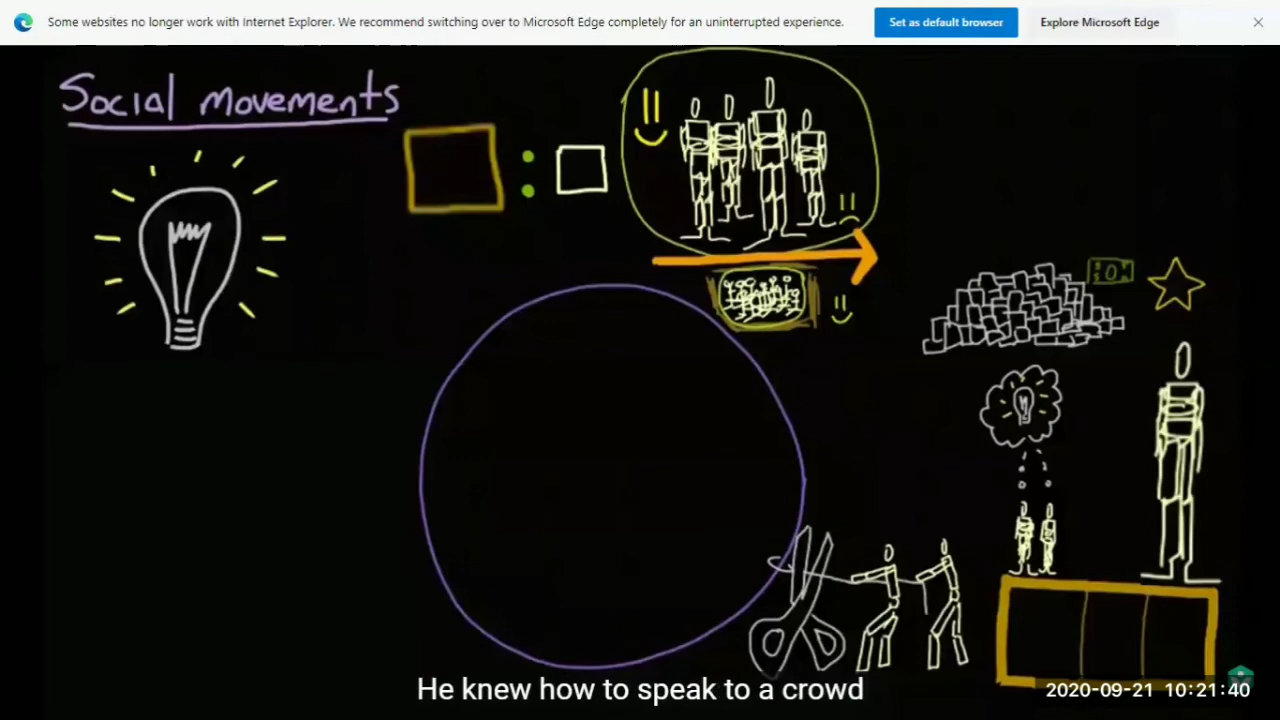 Some websites no longer work with Internet Explorer. We recommend switching over to Microsoft Edge completely for an uninterrupted experience.
Set as default browser
Explore Microsoft Edge
Social movements
He knew how to speak to a crowd
2020-09-21 10:21:40